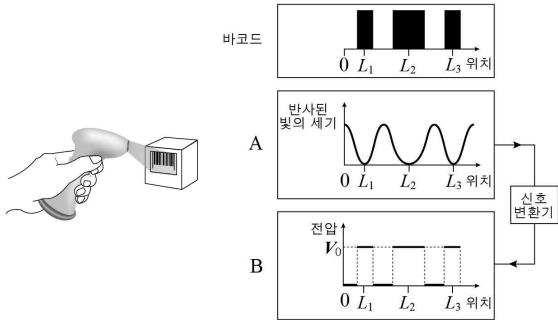 바코드
0 L₁ L₂ L₃ 위치
A
반사된
빛의 세기
0 L₁ L₂ L₃ 위치
신호
변환기
B
전압
V₀
0 L₁ L₂ L₃ 위치